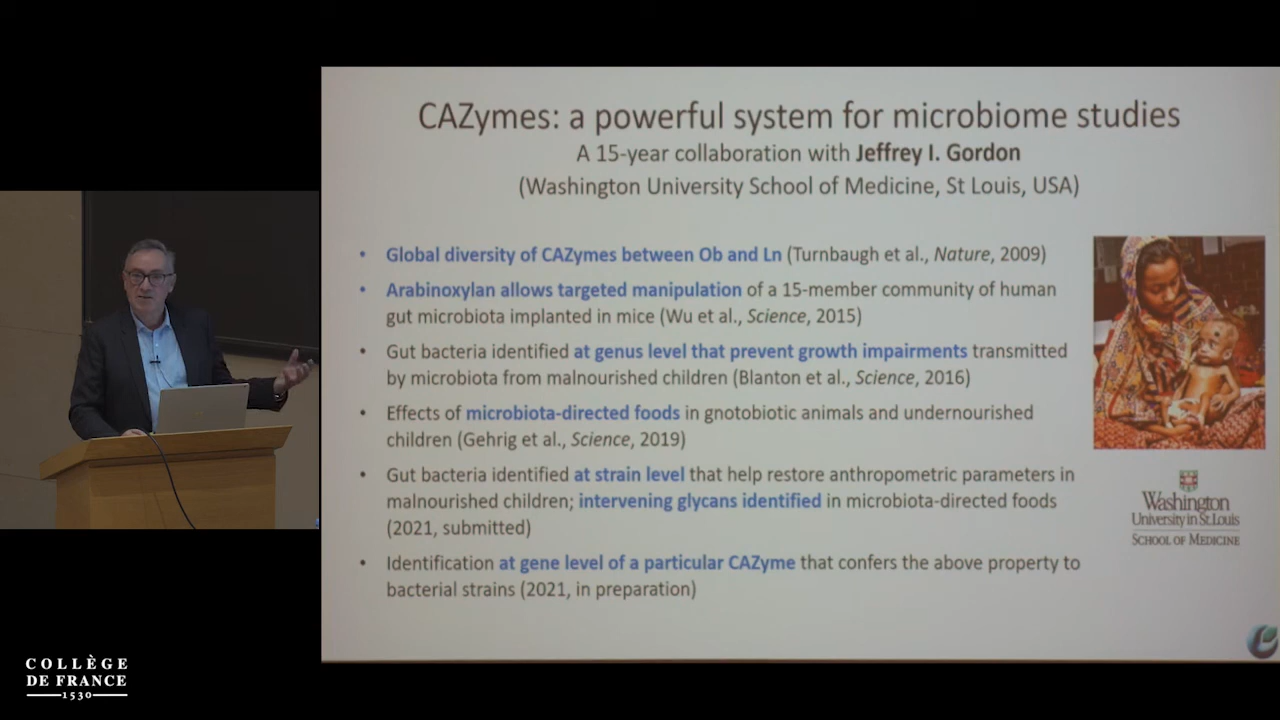 CAZymes: a powerful system for microbiome studies
A 15-year collaboration with Jeffrey I. Gordon
(Washington University School of Medicine, St Louis, USA)
• Global diversity of CAZymes between Ob and Ln (Turnbaugh et al., Nature, 2009)
• Arabinoxylan allows targeted manipulation of a 15-member community of human
gut microbiota implanted in mice (Wu et al., Science, 2015)
• Gut bacteria identified at genus level that prevent growth impairments transmitted
by microbiota from malnourished children (Blanton et al., Science, 2016)
• Effects of microbiota-directed foods in gnotobiotic animals and undernourished
children (Gehrig et al., Science, 2019)
• Gut bacteria identified at strain level that help restore anthropometric parameters in
malnourished children; intervening glycans identified in microbiota-directed foods
(2021, submitted)
• Identification at gene level of a particular CAZyme that confers the above property to
bacterial strains (2021, in preparation)
Washington
University in St. Louis
SCHOOL OF MEDICINE
COLLÈGE
DE FRANCE
1530